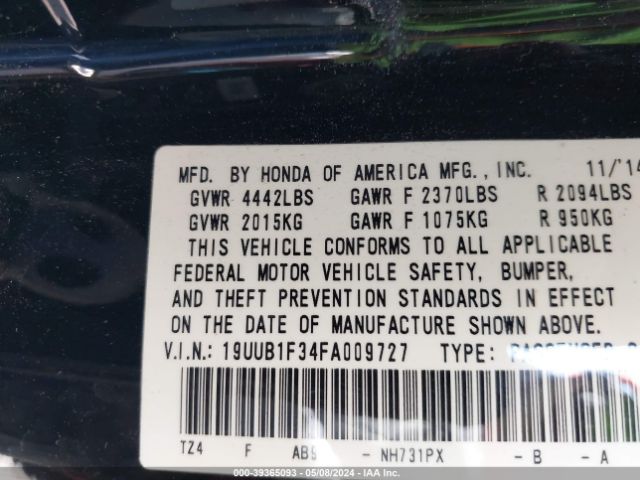 MFD. BY HONDA OF AMERICA MFG., INC. 11/'14
GVWR 4442LBS GAWR F 2370LBS R 2094LBS
GVWR 2015KG GAWR F 1075KG R 950KG
THIS VEHICLE CONFORMS TO ALL APPLICABLE
FEDERAL MOTOR VEHICLE SAFETY, BUMPER,
AND THEFT PREVENTION STANDARDS IN EFFECT
ON THE DATE OF MANUFACTURE SHOWN ABOVE.
V.I.N.: 19UUB1F34FA009727 TYPE:
TZ4 F AB9 - NH731PX - B - A
000-39365093 - 05/08/2024 - IAA Inc.